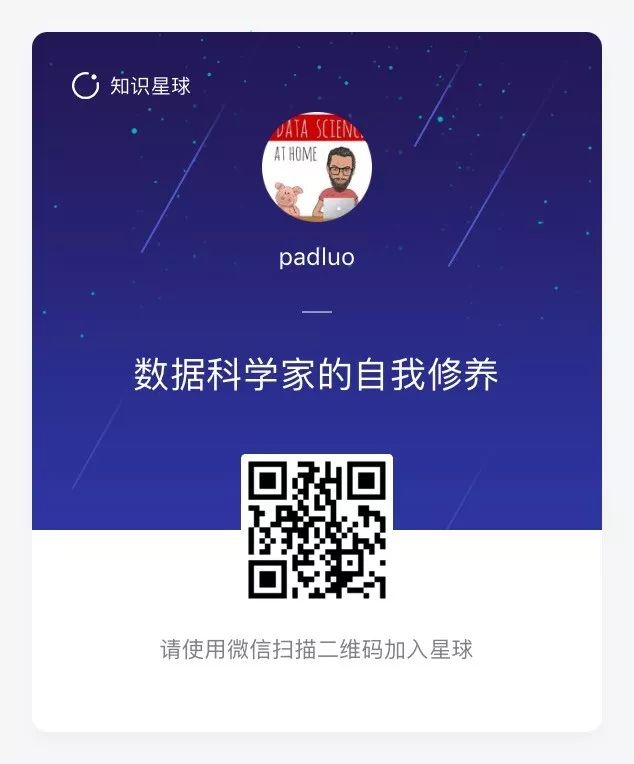 知识星球
DATA SCIENC
AT HOME
padluo
数据科学家的自我修养
请使用微信扫描二维码加入星球